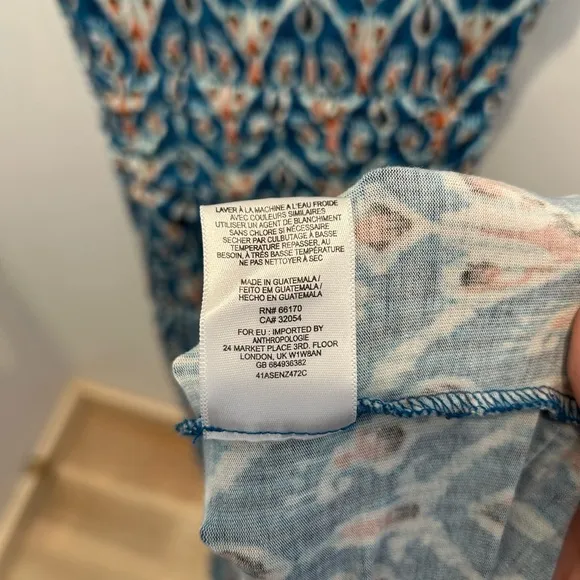 LAVER À LA MACHINE A L'EAU FROIDE
AVEC COULEURS SIMILAIRES
UTILISER UN AGENT DE BLANCHIMENT
SANS CHLORE SI NÉCESSAIRE
SECHER PAR CULBUTAGE À BASSE
TEMPERATURE REPASSER, AU
BESOIN, À TRÈS BASSE TEMPÉRATURE
NE PAS NETTOYER À SEC
MADE IN GUATEMALA /
FEITO EM GUATEMALA/
HECHO EN GUATEMALA
RN# 66170
CA# 32054
FOR EU : IMPORTED BY
ANTHROPOLOGIE
24 MARKET PLACE 3RD. FLOOR
LONDON, UK W1W8AN
GB 684936382
41ASENZ472C